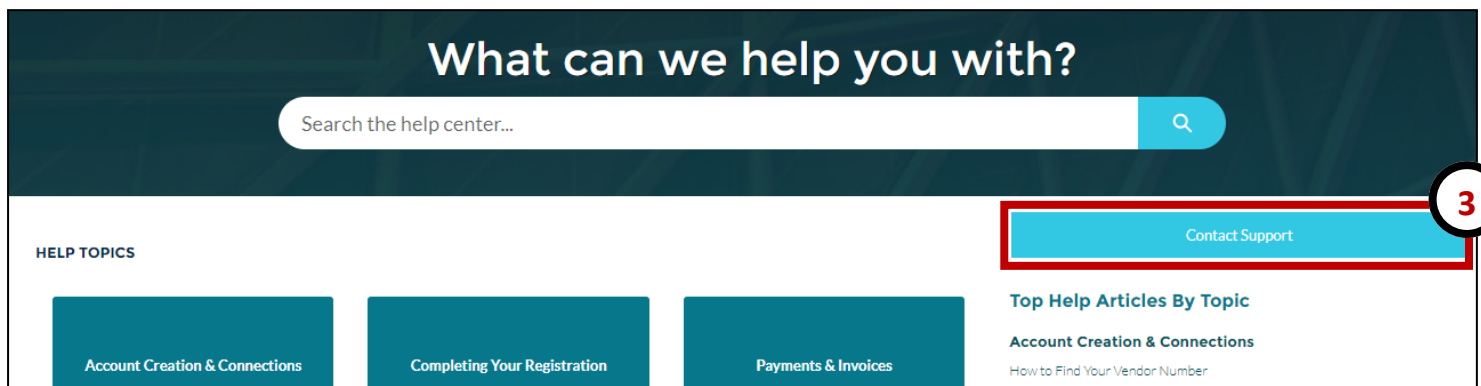 What can we help you with?
Search the help center...
3
Contact Support
HELP TOPICS
Account Creation & Connections
Completing Your Registration
Payments & Invoices
Top Help Articles By Topic
Account Creation & Connections
How to Find Your Vendor Number